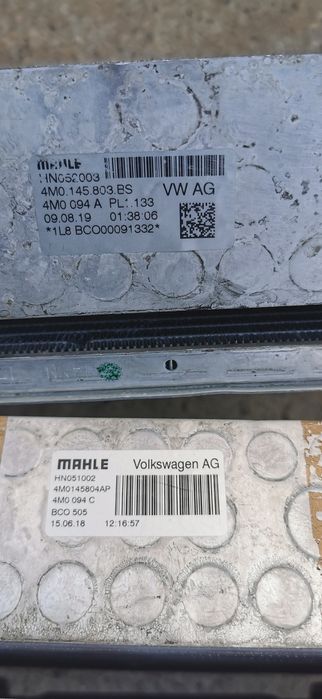 MAHLE
HN052003
4M0.145.803.BS VW AG
4M0 094 A PL1.133
09.08.19 01:38:06
*1L8 BCO00091332*
MAHLE Volkswagen AG
HN051002
4M0145804AP
4M0 094 C
BCO 505
15.06.18 12:16:57